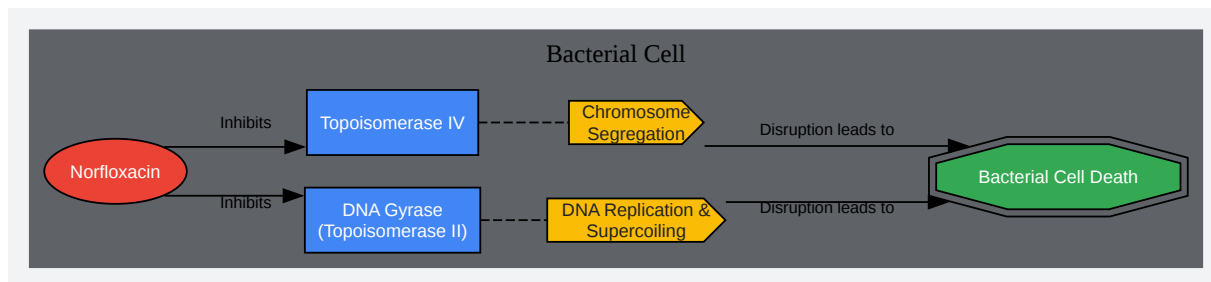 Bacterial Cell
Norfloxacin
Inhibits
Inhibits
Topoisomerase IV
DNA Gyrase
(Topoisomerase II)
Chromosome
Segregation
DNA Replication &
Supercoiling
Disruption leads to
Disruption leads to
Bacterial Cell Death